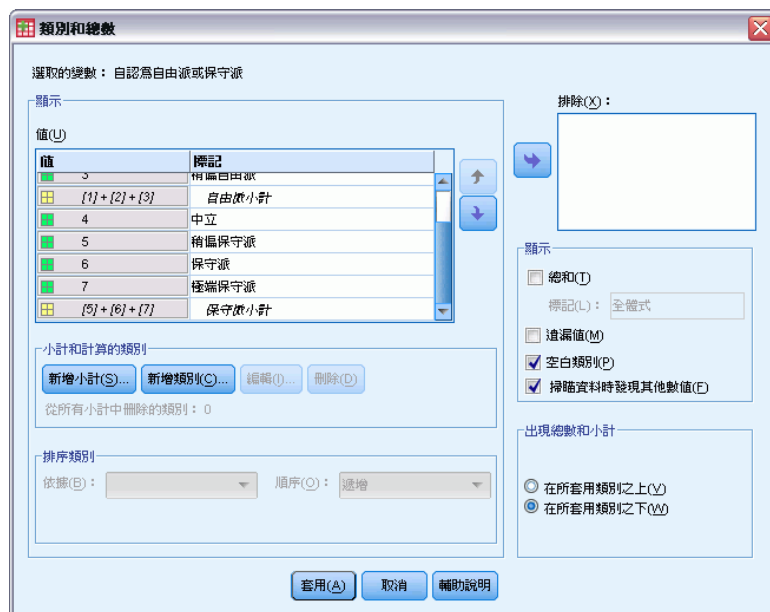 類別和總數
選取的變數：自認為自由派或保守派
顯示
值(U)
值 標記
3 稍偏自由派
[1]+[2]+[3] 自由派小計
4 中立
5 稍偏保守派
6 保守派
7 極端保守派
[5]+[6]+[7] 保守派小計
小計和計算的類別
新增小計(S)... 新增類別(C)... 編輯(I)... 刪除(D)
從所有小計中刪除的類別：0
排序類別
依據(B)： 順序(O)： 遞增
排除(X)：
顯示
總和(T)
標記(L)： 全體式
遺漏值(M)
空白類別(P)
掃瞄資料時發現其他數值(F)
出現總數和小計
在所套用類別之上(V)
在所套用類別之下(W)
套用(A) 取消 輔助說明